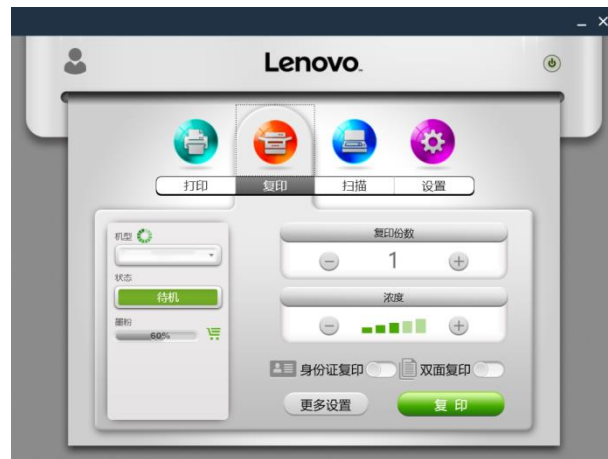 Lenovo
打印 复印 扫描 设置
机型
复印份数
1
状态
待机
浓度
墨粉
60%
身份证复印 双面复印
更多设置 复 印